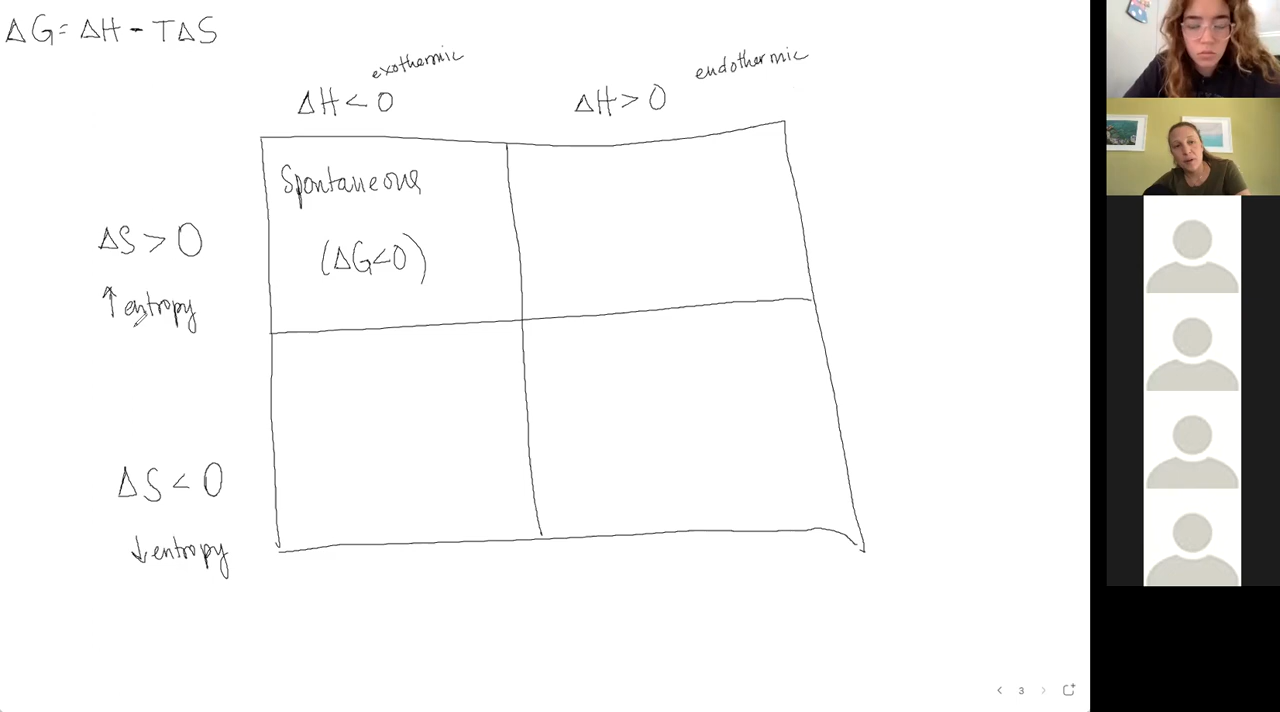 ΔG = ΔH - TΔS
exothermic
endothermic
ΔH < 0
ΔH > 0
Spontaneous
(ΔG<0)
ΔS > 0
↑ entropy
ΔS < 0
↓ entropy
< 3 >